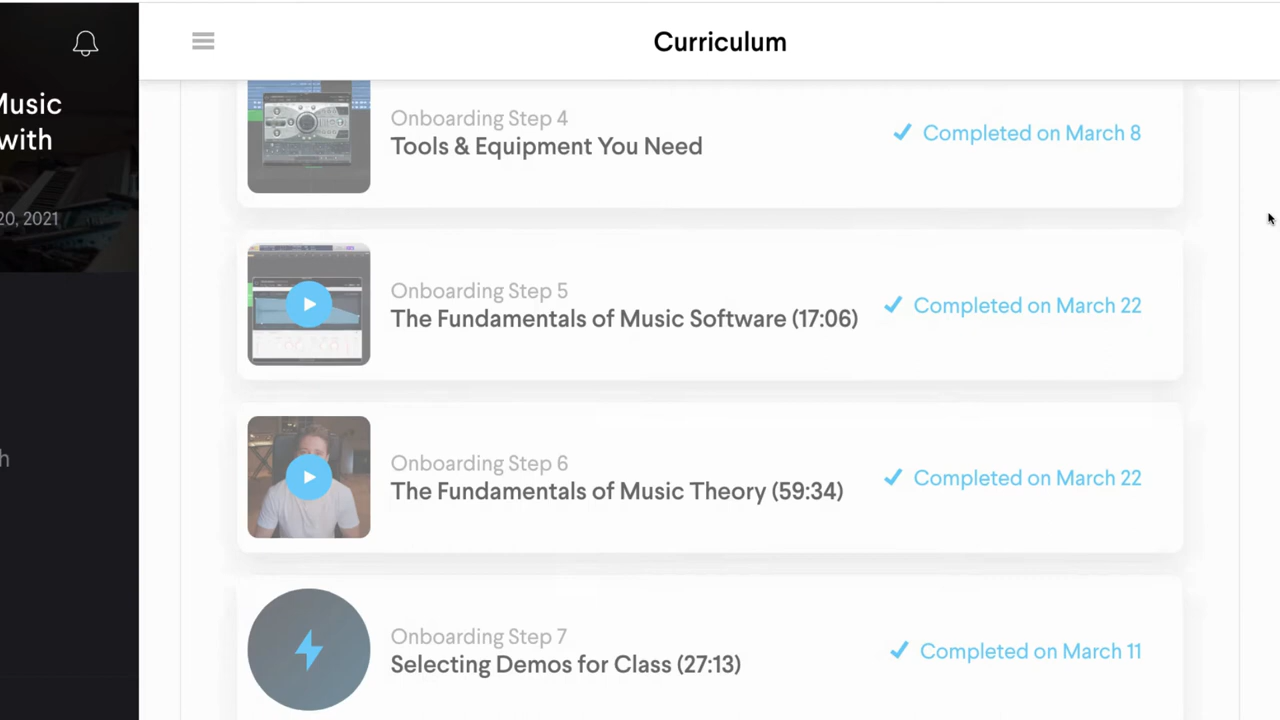 Curriculum
Music
with
20, 2021
h
Onboarding Step 4
Tools & Equipment You Need
Completed on March 8
Onboarding Step 5
The Fundamentals of Music Software (17:06)
Completed on March 22
Onboarding Step 6
The Fundamentals of Music Theory (59:34)
Completed on March 22
Onboarding Step 7
Selecting Demos for Class (27:13)
Completed on March 11